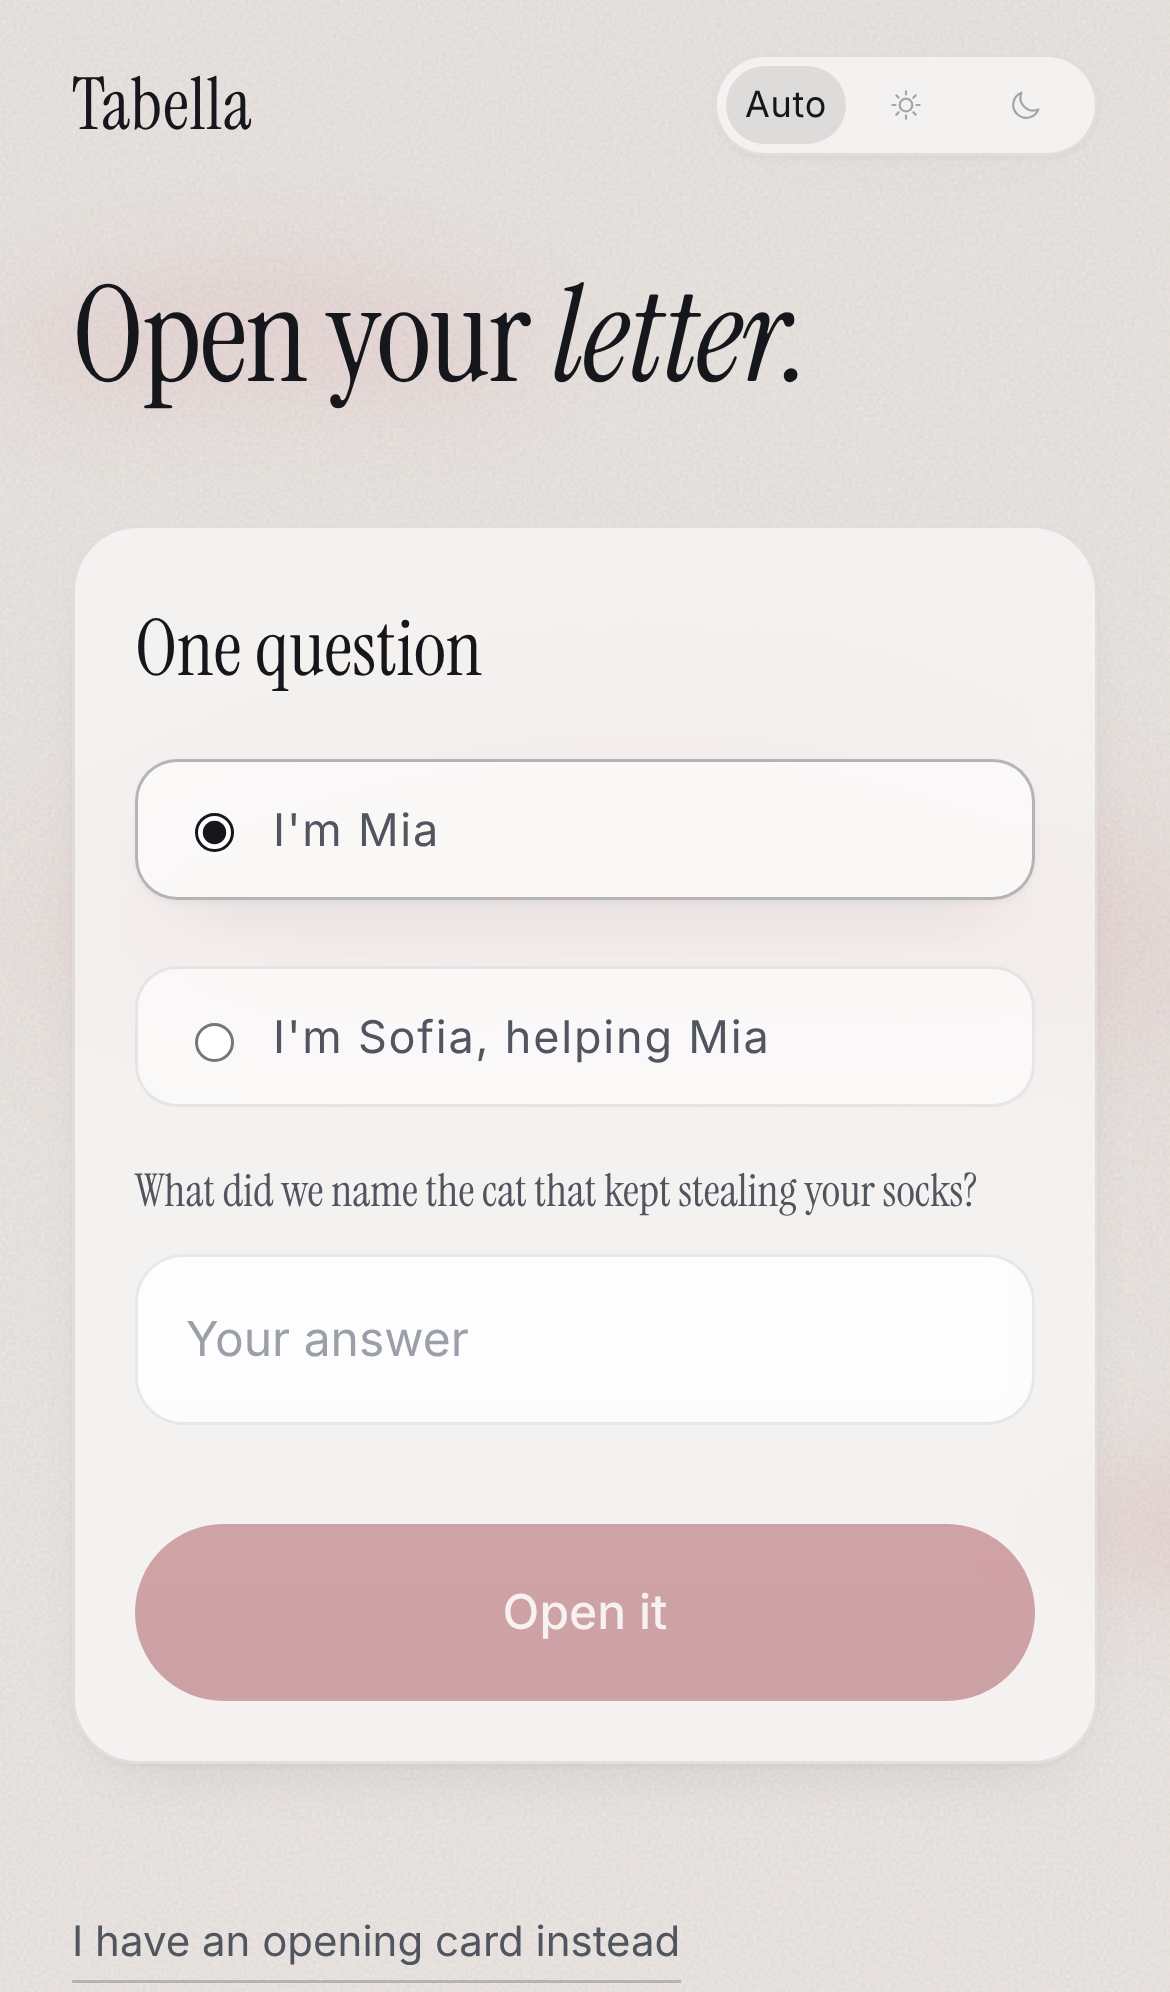 Tabella
Auto
Open your letter.
One question
I'm Mia
I'm Sofia, helping Mia
What did we name the cat that kept stealing your socks?
Your answer
Open it
I have an opening card instead